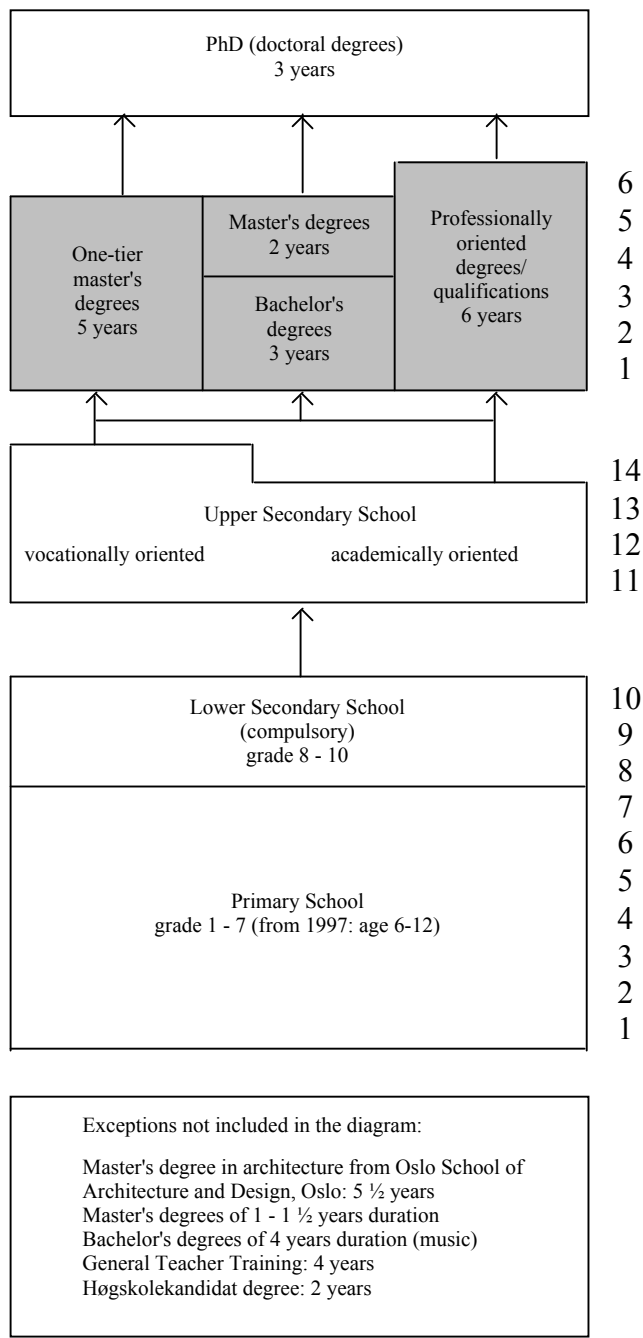 PhD (doctoral degrees)
3 years
One-tier
master's
degrees
5 years
Master's degrees
2 years
Bachelor's
degrees
3 years
Professionally
oriented
degrees/
qualifications
6 years
6
5
4
3
2
1
Upper Secondary School
vocationally oriented
academically oriented
14
13
12
11
Lower Secondary School
(compulsory)
grade 8 - 10
Primary School
grade 1 - 7 (from 1997: age 6-12)
10
9
8
7
6
5
4
3
2
1
Exceptions not included in the diagram:
Master's degree in architecture from Oslo School of
Architecture and Design, Oslo: 5 ½ years
Master's degrees of 1 - 1 ½ years duration
Bachelor's degrees of 4 years duration (music)
General Teacher Training: 4 years
Høgskolekandidat degree: 2 years